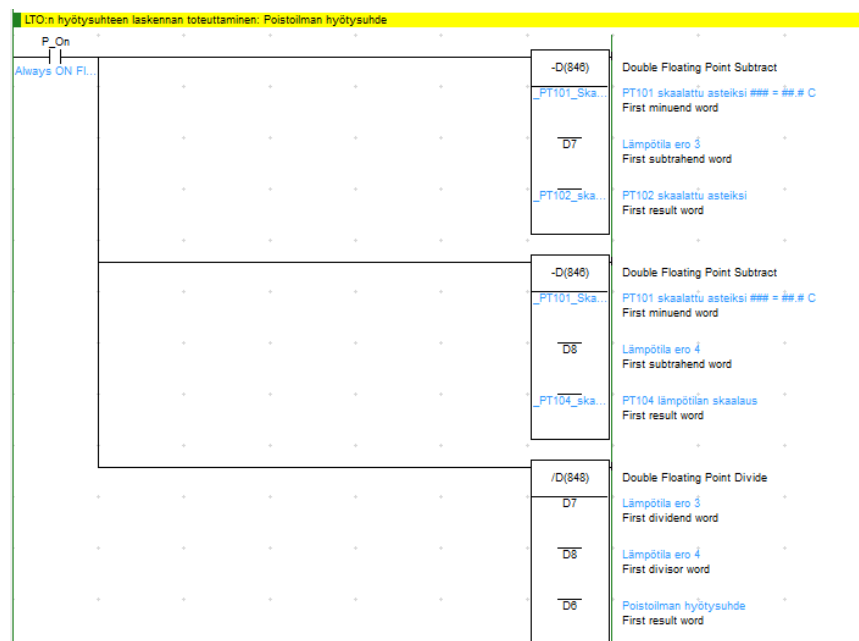 LTO:n hyötysuhteen laskennan toteuttaminen: Poistoilman hyötysuhde
P_On
Always ON Fl...
-D(846)
Double Floating Point Subtract
_PT101_Ska...
PT101 skaalattu asteiksi ### = ##.# C
First minuend word
D7
Lämpötila ero 3
First subtrahend word
_PT102_ska...
PT102 skaalattu asteiksi
First result word
-D(846)
Double Floating Point Subtract
_PT101_Ska...
PT101 skaalattu asteiksi ### = ##.# C
First minuend word
D8
Lämpötila ero 4
First subtrahend word
_PT104_ska...
PT104 lämpötilan skaalaus
First result word
/D(848)
Double Floating Point Divide
D7
Lämpötila ero 3
First dividend word
D8
Lämpötila ero 4
First divisor word
D6
Poistoilman hyötysuhde
First result word